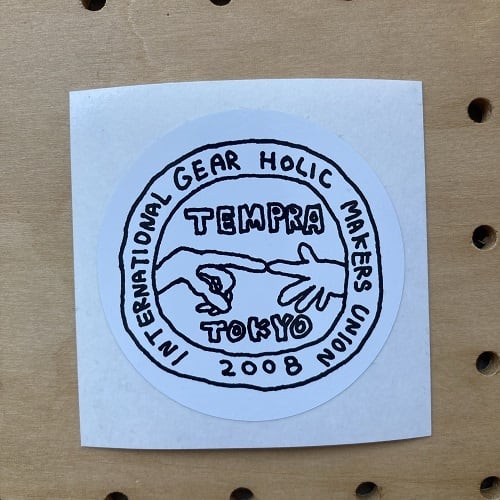 INTERNATIONAL GEAR HOLIC MAKERS UNION
TEMPRA
TOKYO
2008